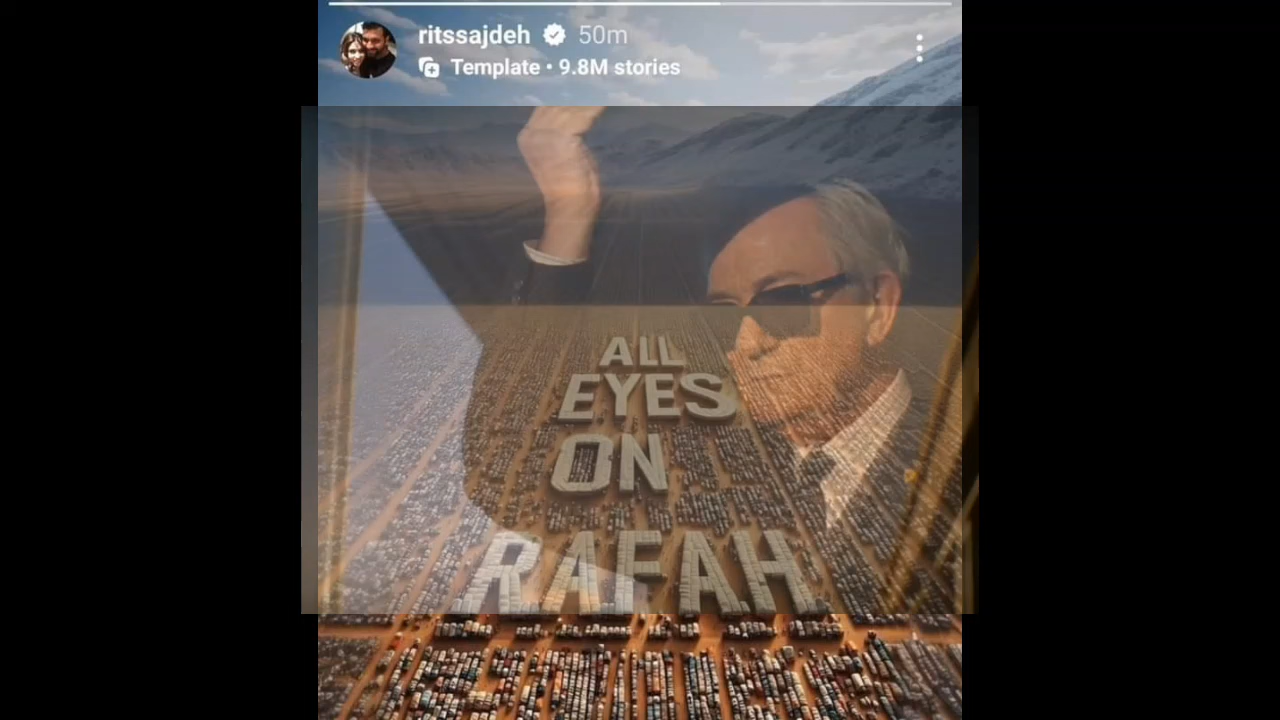 ritssajdeh 50m
Template • 9.8M stories
ALL
EYES
ON
RAFAH